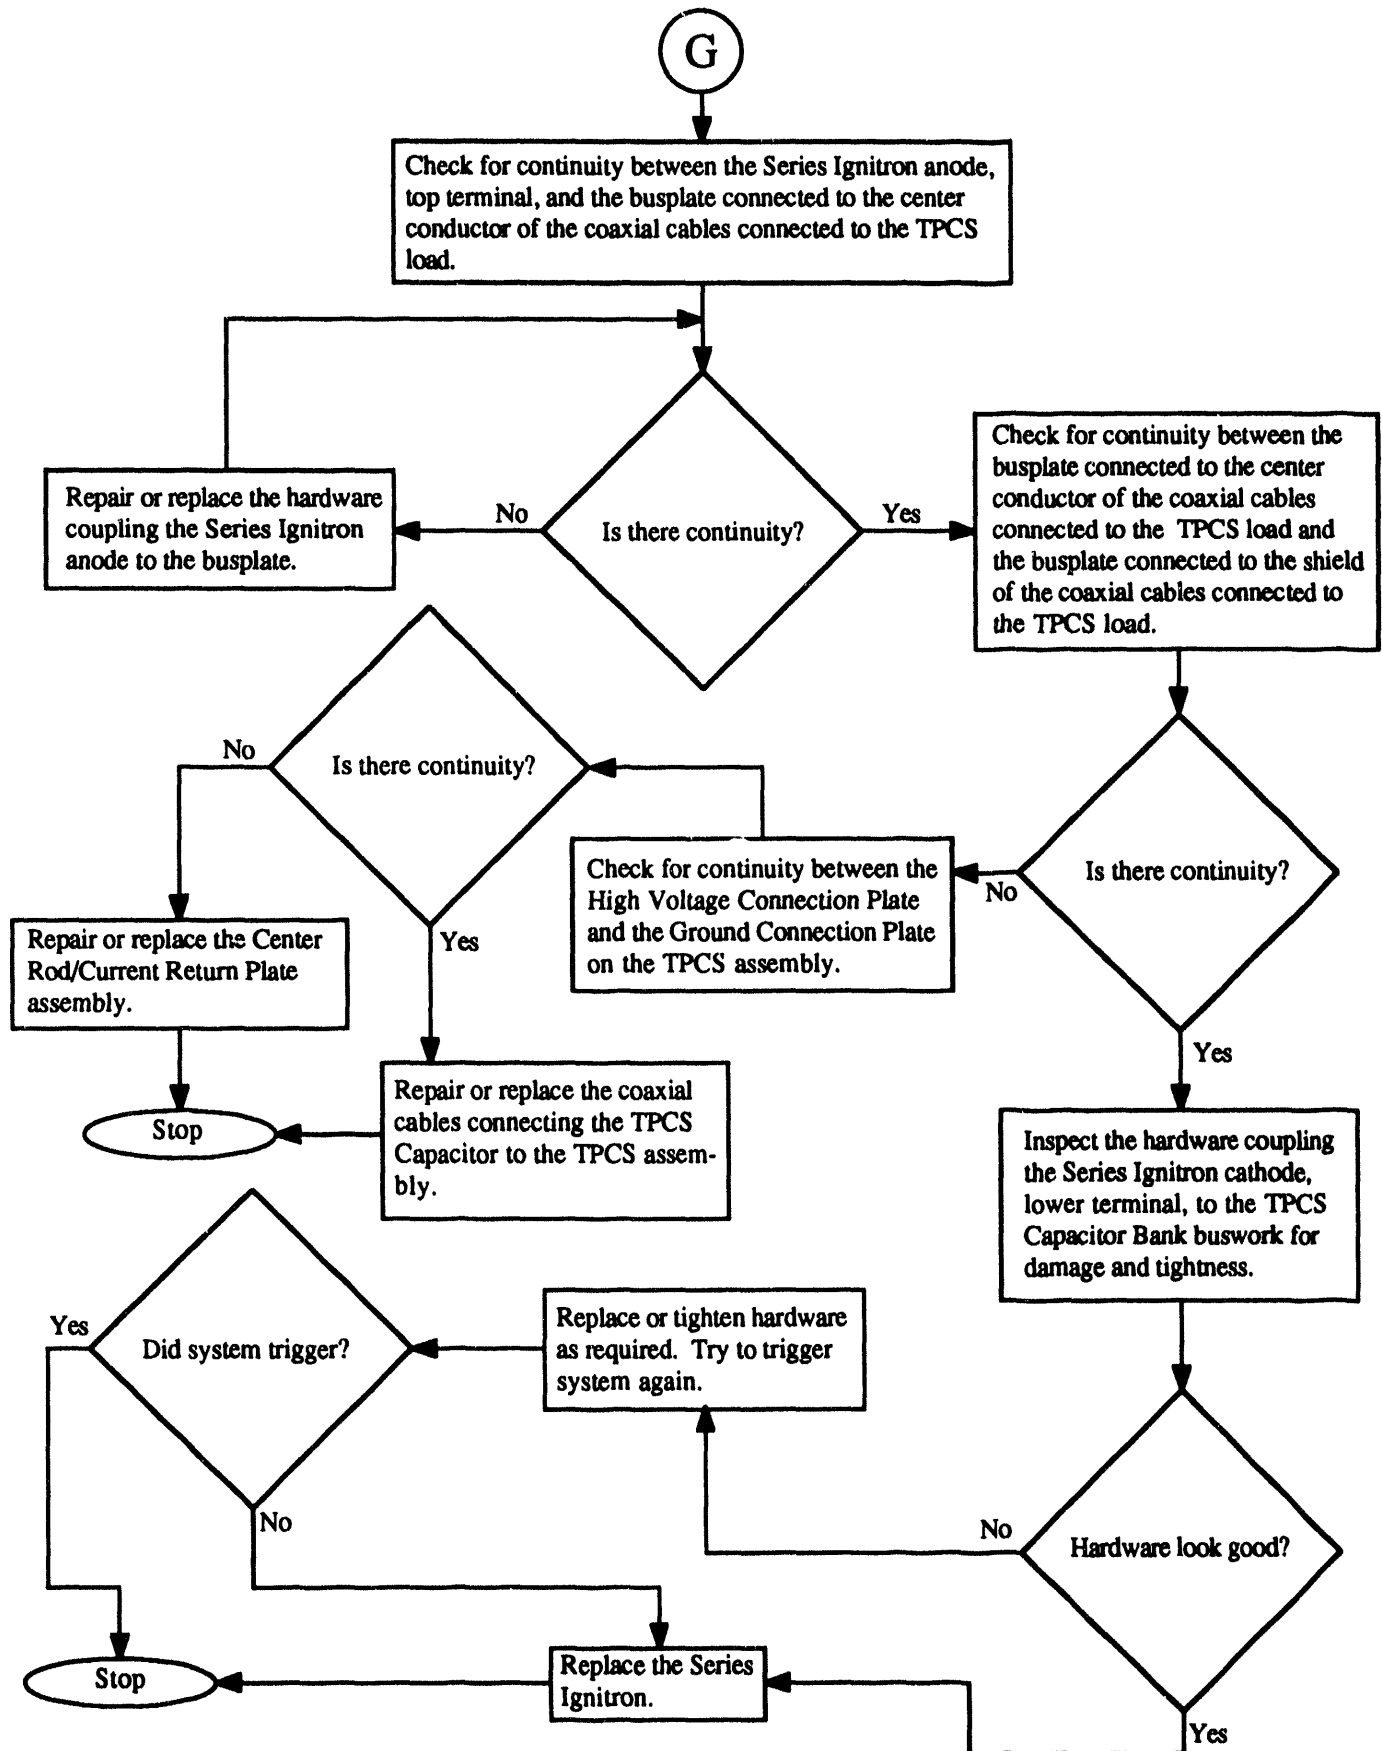 G
Check for continuity between the Series Ignitron anode,
top terminal, and the busplate connected to the center
conductor of the coaxial cables connected to the TPCS
load.
Is there continuity?
No
Yes
Repair or replace the hardware
coupling the Series Ignitron
anode to the busplate.
Check for continuity between the
busplate connected to the center
conductor of the coaxial cables
connected to the TPCS load and
the busplate connected to the shield
of the coaxial cables connected to
the TPCS load.
Is there continuity?
No
Yes
Check for continuity between the
High Voltage Connection Plate
and the Ground Connection Plate
on the TPCS assembly.
Is there continuity?
No
Yes
Repair or replace the Center
Rod/Current Return Plate
assembly.
Repair or replace the coaxial
cables connecting the TPCS
Capacitor to the TPCS assem-
bly.
Stop
Inspect the hardware coupling
the Series Ignitron cathode,
lower terminal, to the TPCS
Capacitor Bank buswork for
damage and tightness.
Hardware look good?
No
Yes
Replace or tighten hardware
as required. Try to trigger
system again.
Did system trigger?
Yes
No
Replace the Series
Ignitron.
Stop